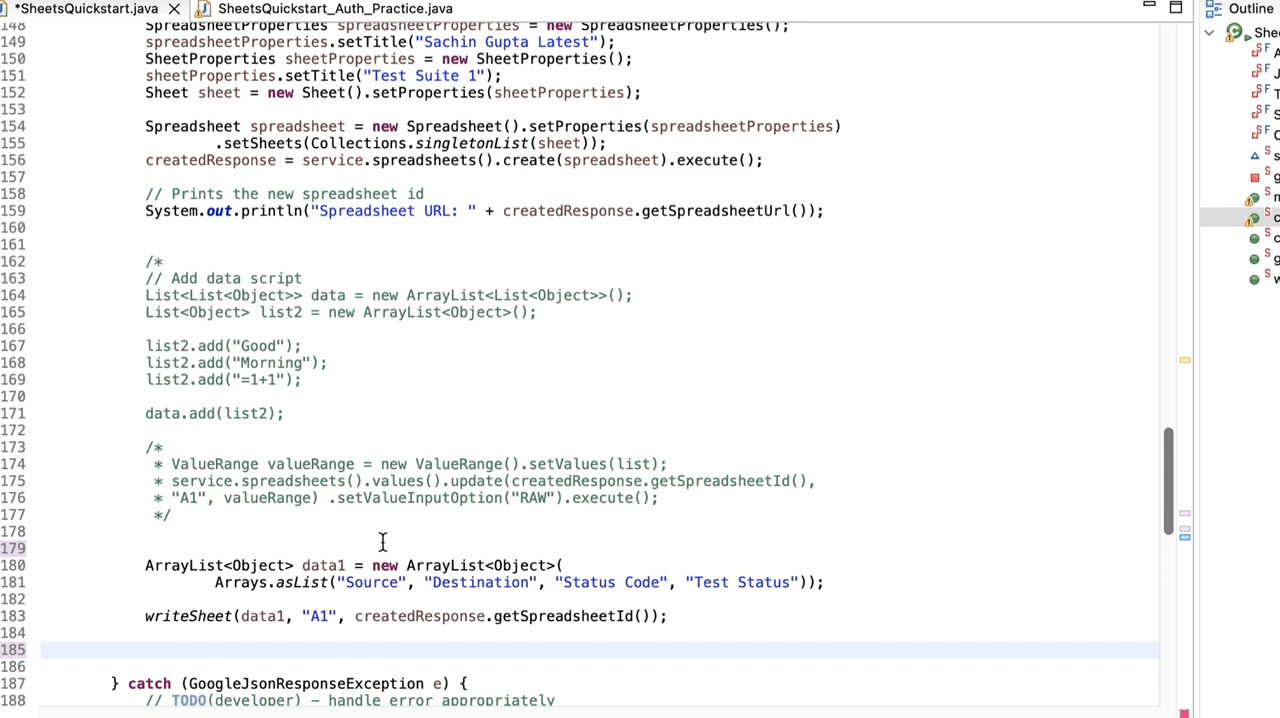 *SheetsQuickstart.java
SheetsQuickstart_Auth_Practice.java
Outline
148 SpreadsheetProperties spreadsheetProperties = new SpreadsheetProperties();
149 spreadsheetProperties.setTitle("Sachin Gupta Latest");
150 SheetProperties sheetProperties = new SheetProperties();
151 sheetProperties.setTitle("Test Suite 1");
152 Sheet sheet = new Sheet().setProperties(sheetProperties);
153
154 Spreadsheet spreadsheet = new Spreadsheet().setProperties(spreadsheetProperties)
155 .setSheets(Collections.singletonList(sheet));
156 createdResponse = service.spreadsheets().create(spreadsheet).execute();
157
158 // Prints the new spreadsheet id
159 System.out.println("Spreadsheet URL: " + createdResponse.getSpreadsheetUrl());
160
161
162 /*
163 // Add data script
164 List<List<Object>> data = new ArrayList<List<Object>>();
165 List<Object> list2 = new ArrayList<Object>();
166
167 list2.add("Good");
168 list2.add("Morning");
169 list2.add("=1+1");
170
171 data.add(list2);
172
173 /*
174 * ValueRange valueRange = new ValueRange().setValues(list);
175 * service.spreadsheets().values().update(createdResponse.getSpreadsheetId(),
176 * "A1", valueRange) .setValueInputOption("RAW").execute();
177 */
178
179
180 ArrayList<Object> data1 = new ArrayList<Object>(
181 Arrays.asList("Source", "Destination", "Status Code", "Test Status"));
182
183 writeSheet(data1, "A1", createdResponse.getSpreadsheetId());
184
185
186
187 } catch (GoogleJsonResponseException e) {
188 // TODO(developer) - handle error appropriately